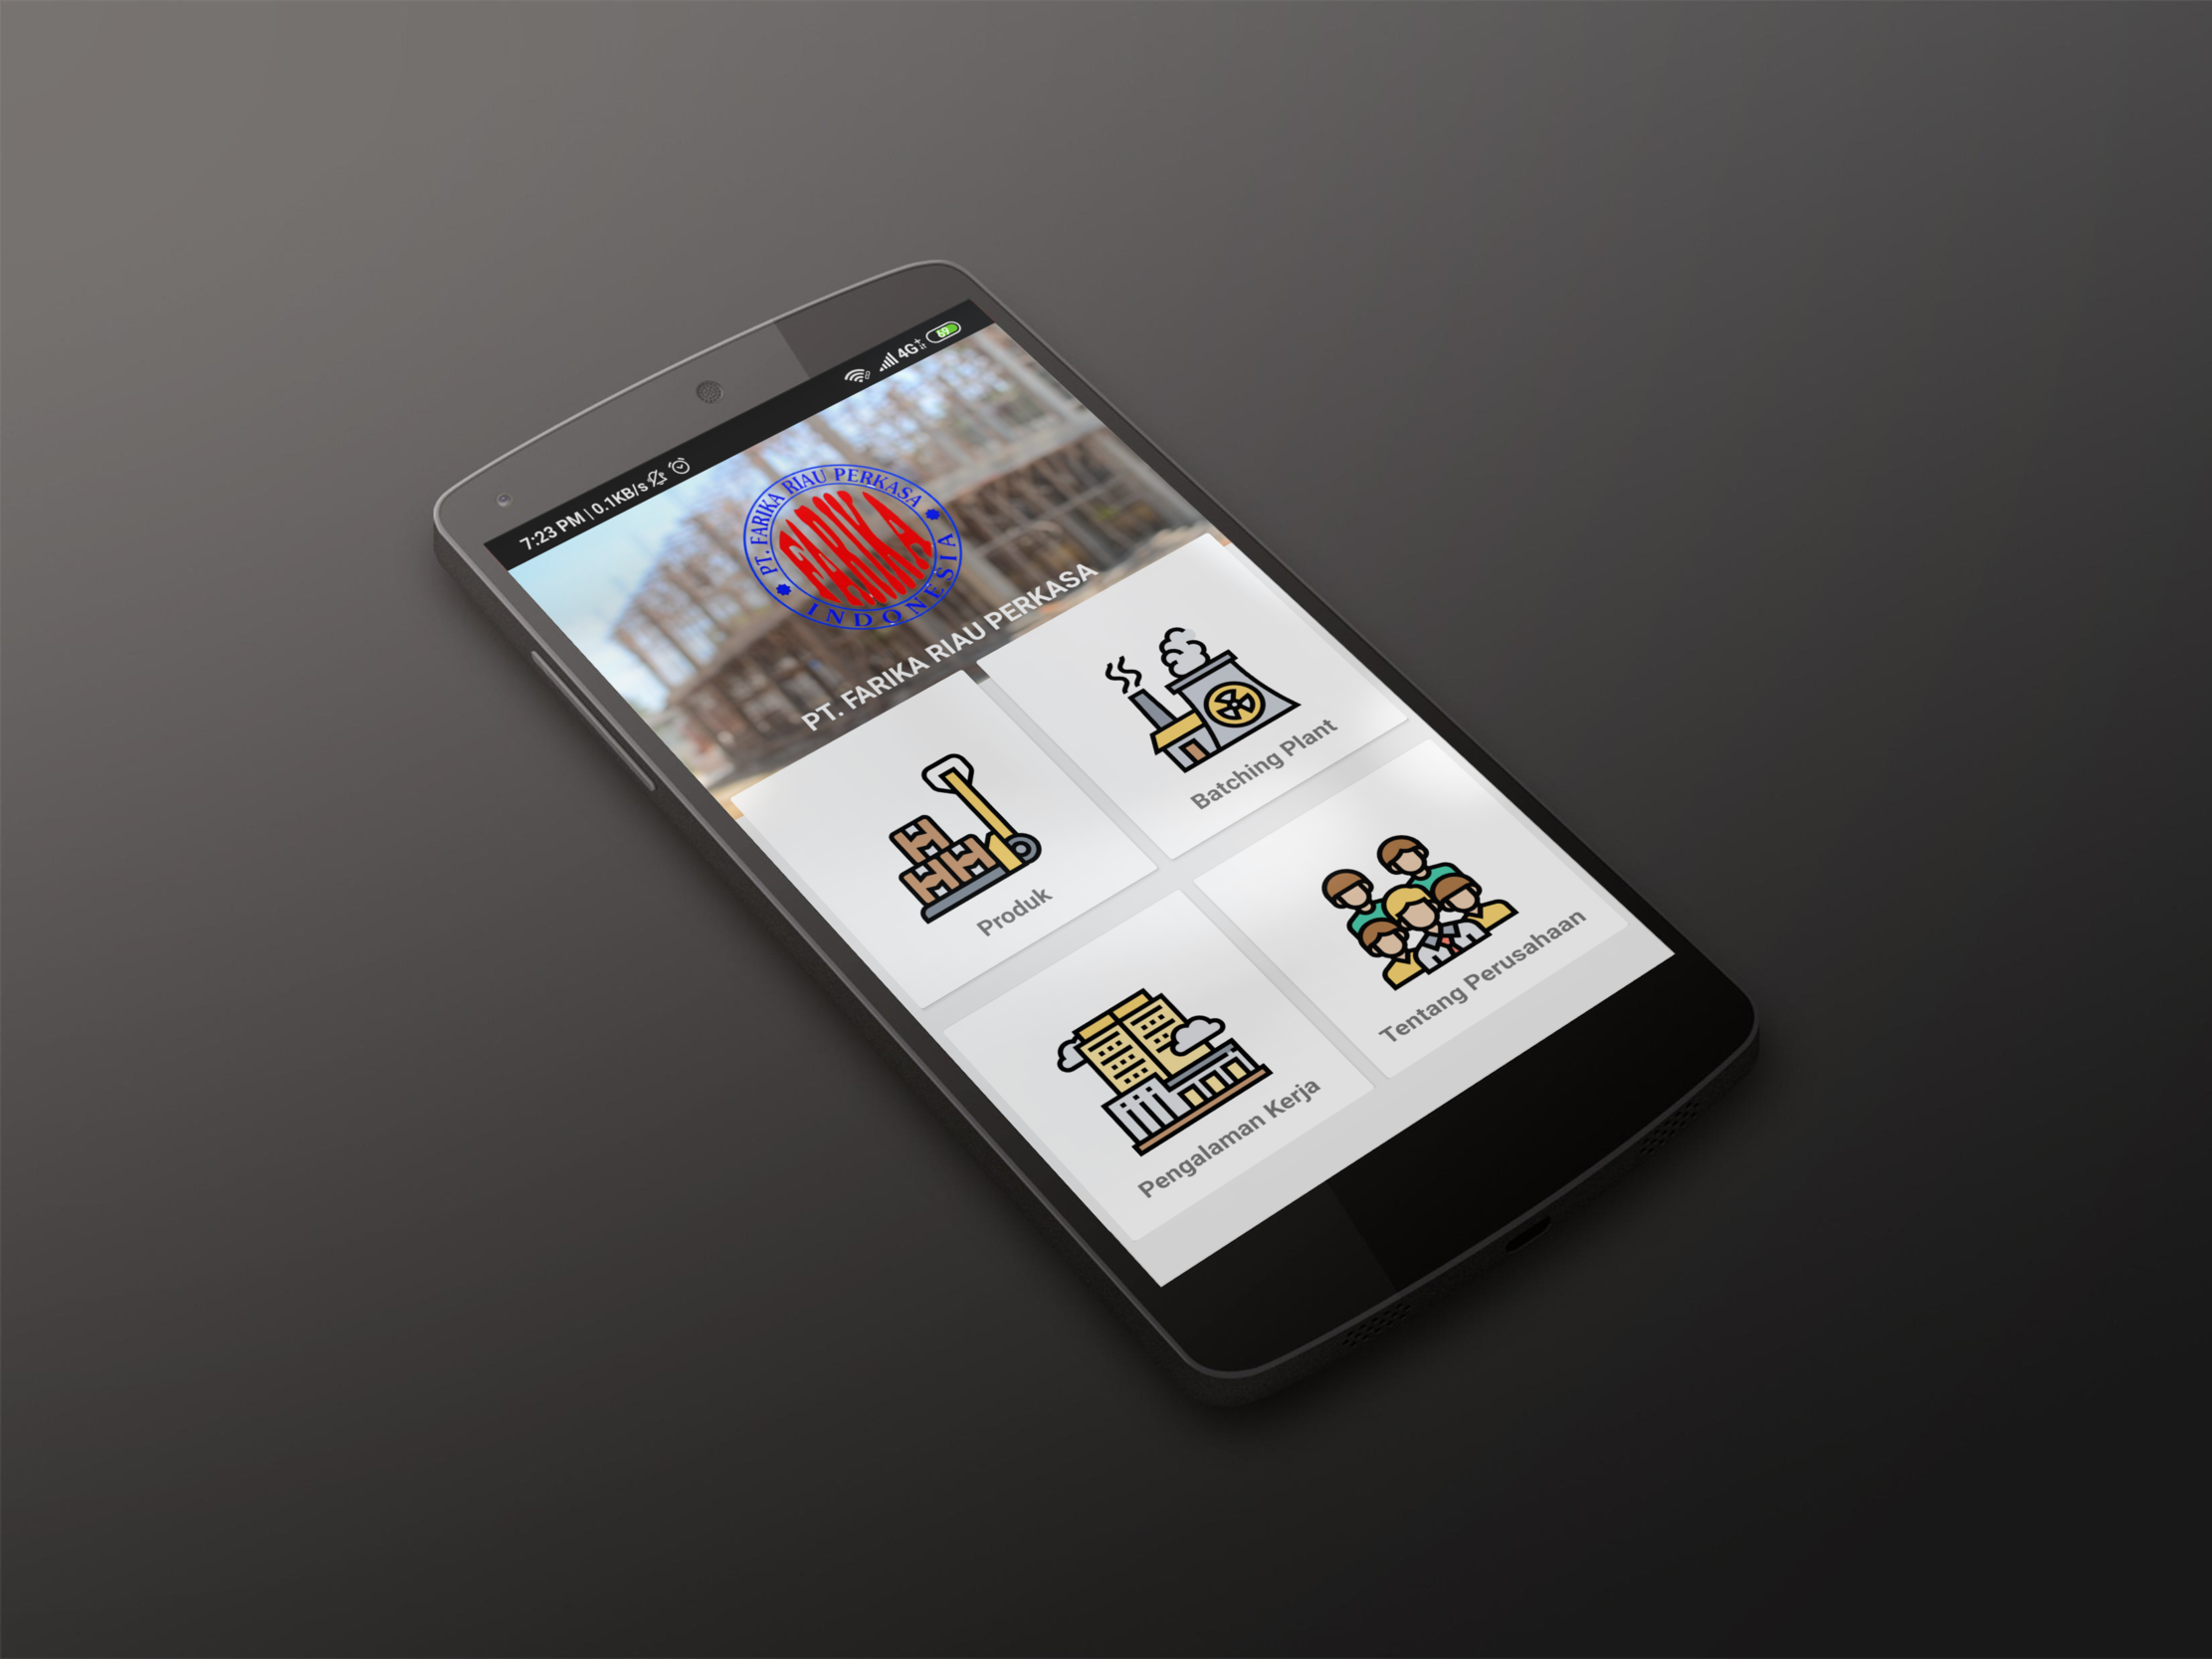 7:23 PM | 0.1KB/s
4G+
69
PT. FARIKA RIAU PERKASA
FARIKA
INDONESIA
PT. FARIKA RIAU PERKASA
Produk
Batching Plant
Pengalaman Kerja
Tentang Perusahaan